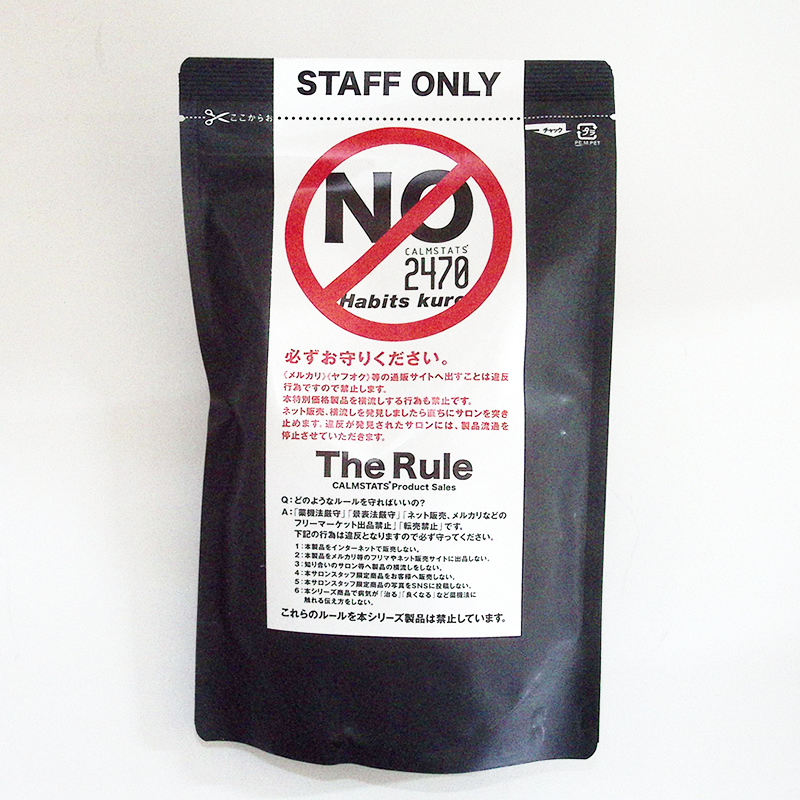 STAFF ONLY
ここからお
チャック
プラ
PE.M.PET
NO
CALMSTATS®
2470
Habits kuro
必ずお守りください。
《メルカリ》《ヤフオク》等の通販サイトへ出すことは違反
行為ですので禁止します。
本特別価格製品を横流しする行為も禁止です。
ネット販売、横流しを発見しましたら直ちにサロンを突き
止めます。違反が発見されたサロンには、製品流通を
停止させていただきます。
The Rule
CALMSTATS® Product Sales
Q:どのようなルールを守ればいいの?
A:「薬機法厳守」「景表法厳守」「ネット販売、メルカリなどの
フリーマーケット出品禁止」「転売禁止」です。
下記の行為は違反となりますので必ず守ってください。
1:本製品をインターネットで販売しない。
2:本製品をメルカリ等のフリマやネット販売サイトに出品しない。
3:知り合いのサロン等へ製品の横流しをしない。
4:本サロンスタッフ限定商品をお客様へ販売しない。
5:本サロンスタッフ限定商品の写真をSNSに投稿しない。
6:本シリーズ商品で病気が「治る」「良くなる」など薬機法に
触れる伝え方をしない。
これらのルールを本シリーズ製品は禁止しています。